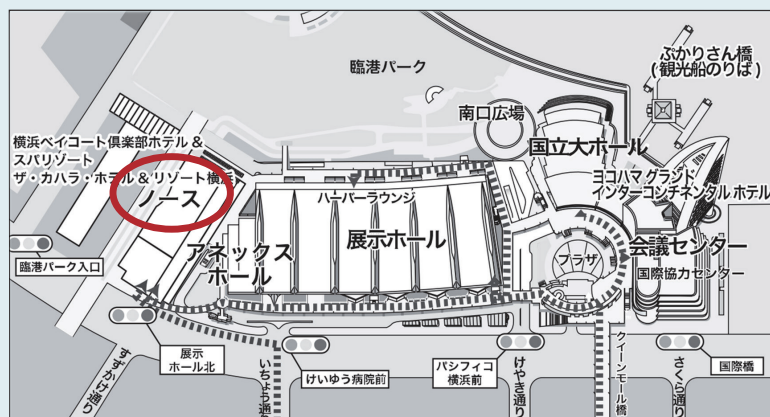 臨港パーク
ぷかりさん橋
(観光船のりば)
南口広場
国立大ホール
横浜ベイコート倶楽部ホテル &
スパリゾート
ザ・カハラ・ホテル & リゾート横浜
ノース
ヨコハマ グランド
インターコンチネンタル ホテル
ハーバーラウンジ
展示ホール
アネックス
ホール
プラザ
会議センター
国際協力センター
臨港パーク入口
展示
ホール北
けいゆう病院前
パシフィコ
横浜前
国際橋
すずかけ通り
いちょう通
けやき通り
クイーンモール橋
さくら通り